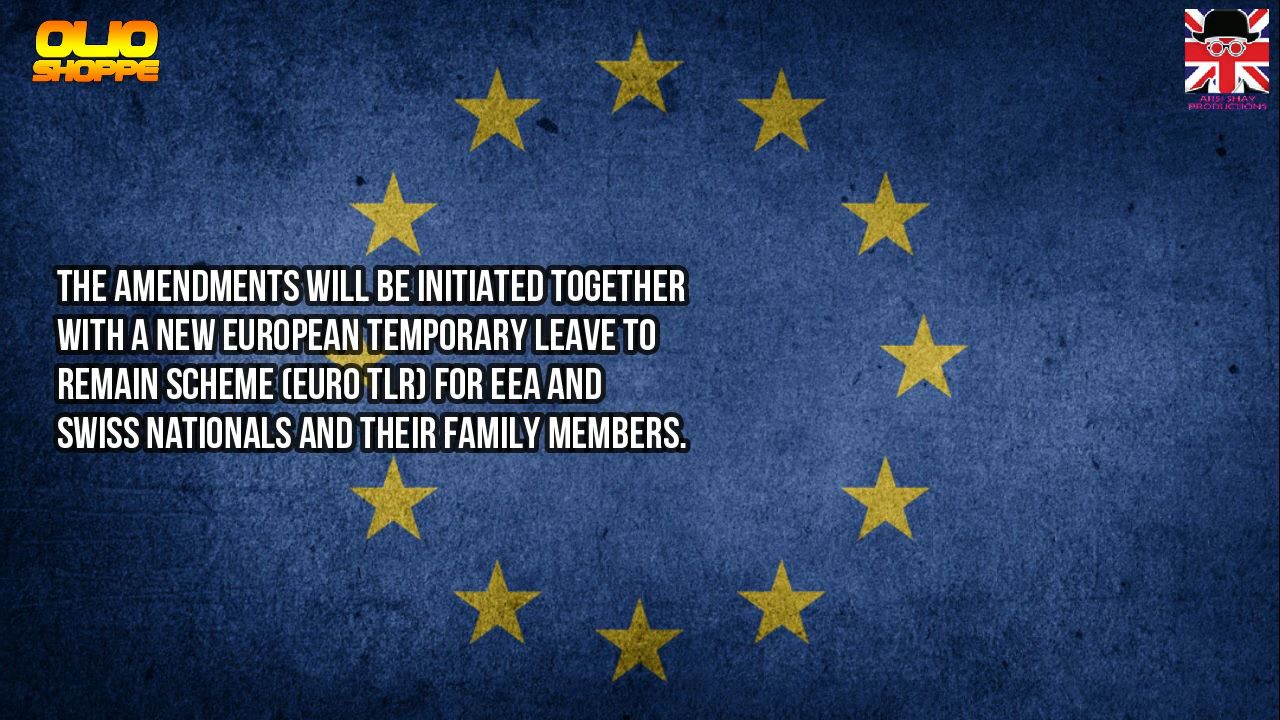 OLIO
SHOPPE
PRODUCTIONS
THE AMENDMENTS WILL BE INITIATED TOGETHER
WITH A NEW EUROPEAN TEMPORARY LEAVE TO
REMAIN SCHEME (EURO TLR) FOR EEA AND
SWISS NATIONALS AND THEIR FAMILY MEMBERS.